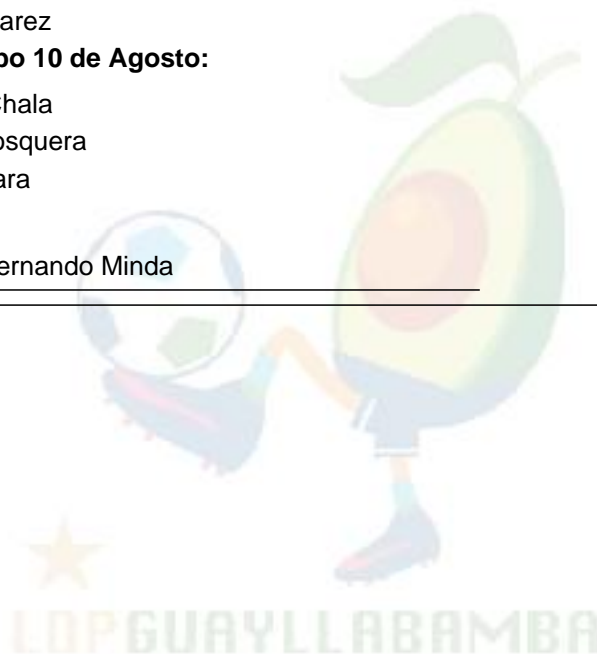 arez
po 10 de Agosto:
Chala
osquera
ara
ernando Minda
LDPGUAYLLABAMBA